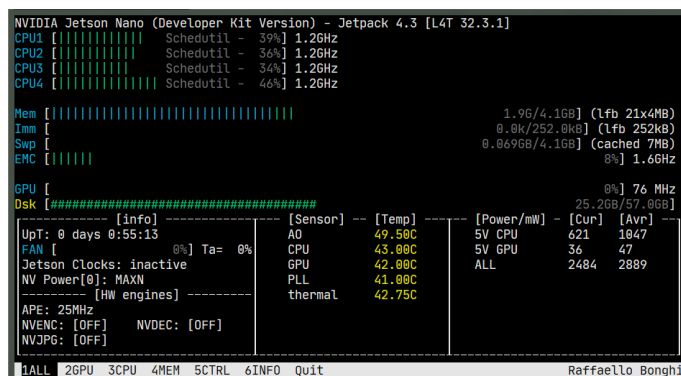 NVIDIA Jetson Nano (Developer Kit Version) - Jetpack 4.3 [L4T 32.3.1]
CPU1 [|||||||||||| Schedutil - 39%] 1.2GHz
CPU2 [||||||||||| Schedutil - 36%] 1.2GHz
CPU3 [|||||||||| Schedutil - 34%] 1.2GHz
CPU4 [|||||||||||||| Schedutil - 46%] 1.2GHz
Mem [|||||||||||||||||||||||||||||||||| 1.9G/4.1GB] (lfb 21x4MB)
Imm [ 0.0k/252.0kB] (lfb 252kB)
Swp [ 0.069GB/4.1GB] (cached 7MB)
EMC [|||||| 8%] 1.6GHz
GPU [ 0%] 76 MHz
Dsk [##################################### 25.2GB/57.0GB]
[info] [Sensor] [Temp] [Power/mW] [Cur] [Avr]
UpT: 0 days 0:55:13 AO 49.50C 5V CPU 621 1047
FAN [ 0%] Ta= 0% CPU 43.00C 5V GPU 36 47
Jetson Clocks: inactive GPU 42.00C ALL 2484 2889
NV Power[0]: MAXN PLL 41.00C
[HW engines] thermal 42.75C
APE: 25MHz
NVENC: [OFF] NVDEC: [OFF]
NVJPG: [OFF]
1ALL 2GPU 3CPU 4MEM 5CTRL 6INFO Quit Raffaello Bonghi